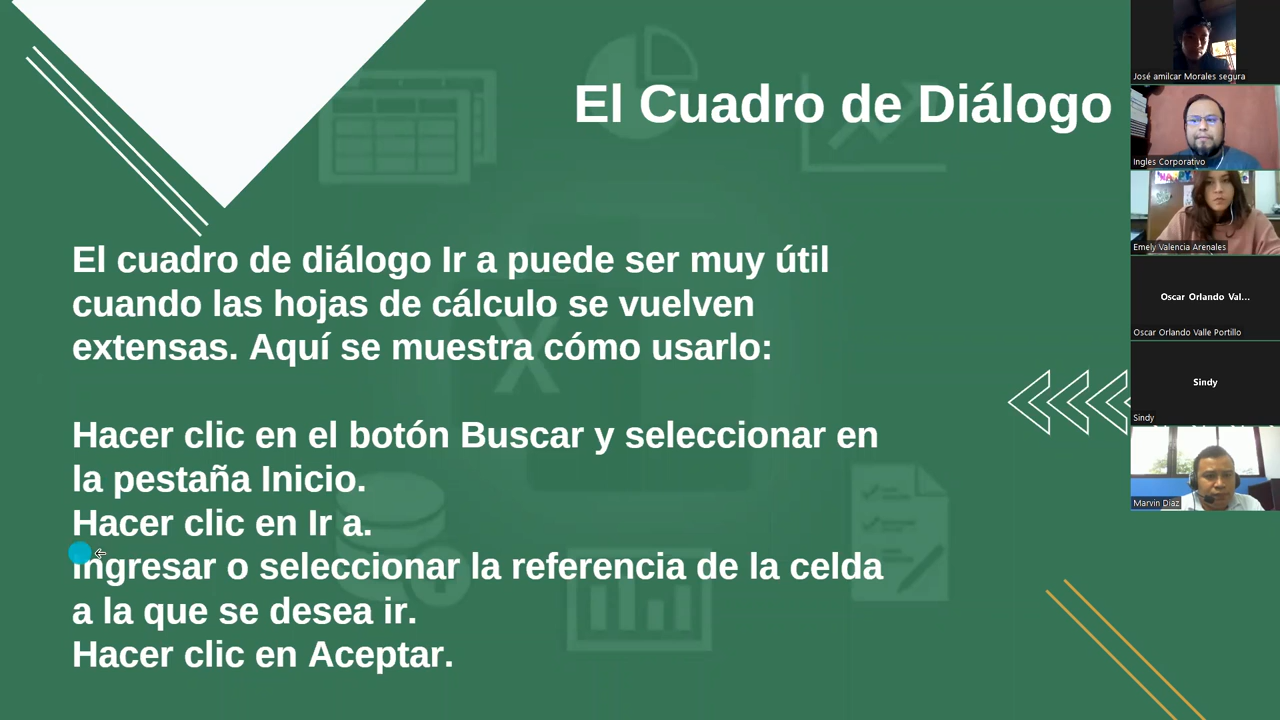 El Cuadro de Diálogo
El cuadro de diálogo Ir a puede ser muy útil
cuando las hojas de cálculo se vuelven
extensas. Aquí se muestra cómo usarlo:
Hacer clic en el botón Buscar y seleccionar en
la pestaña Inicio.
Hacer clic en Ir a.
Ingresar o seleccionar la referencia de la celda
a la que se desea ir.
Hacer clic en Aceptar.
X
José amilcar Morales segura
Ingles Corporativo
Emely Valencia Arenales
Oscar Orlando Val...
Oscar Orlando Valle Portillo
Sindy
Sindy
Marvin Diaz